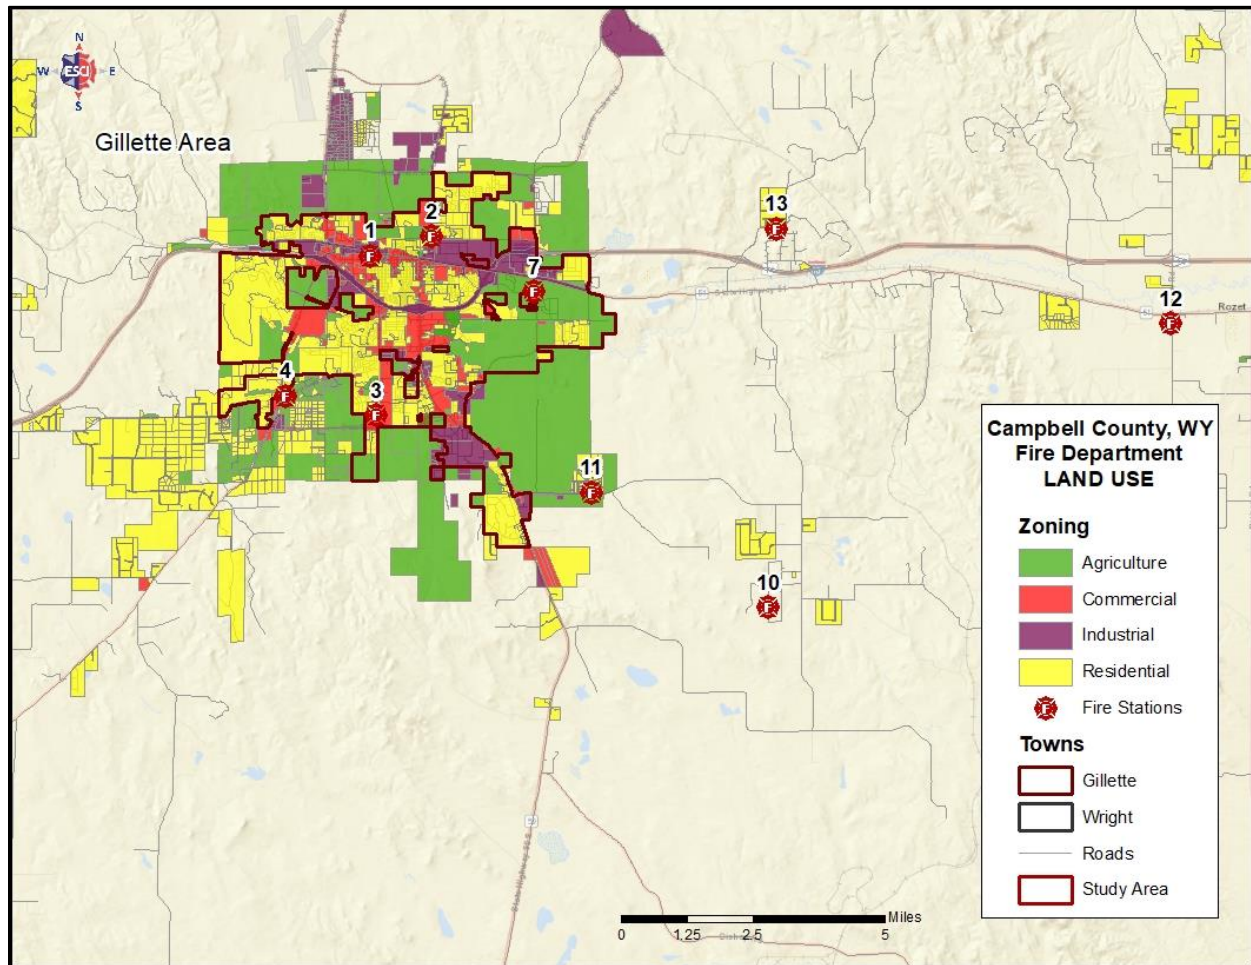 N
W ESCI E
S
Gillette Area
1
2
13
7
12
Rozet
4
3
11
10
Campbell County, WY
Fire Department
LAND USE
Zoning
Agriculture
Commercial
Industrial
Residential
Fire Stations
Towns
Gillette
Wright
Roads
Study Area
Miles
0 1.25 2.5 5